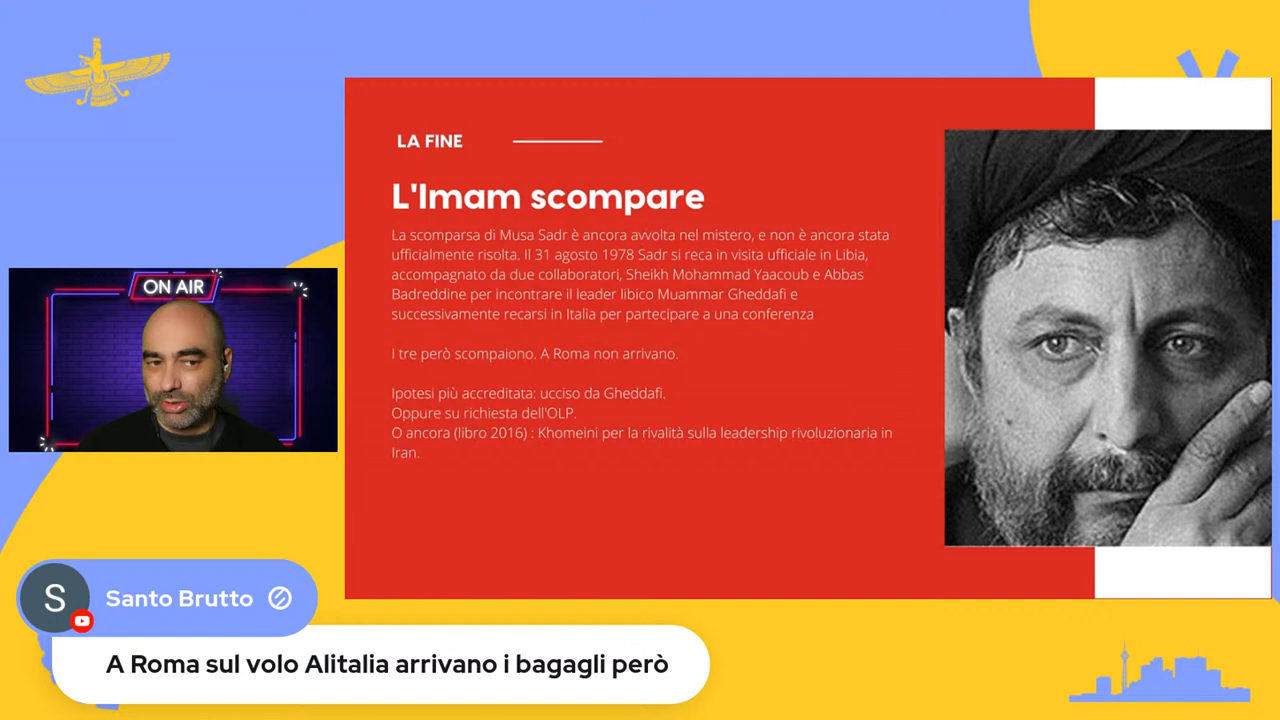 ON AIR
LA FINE
L'Imam scompare
La scomparsa di Musa Sadr è ancora avvolta nel mistero, e non è ancora stata
ufficialmente risolta. Il 31 agosto 1978 Sadr si reca in visita ufficiale in Libia,
accompagnato da due collaboratori, Sheikh Mohammad Yaacoub e Abbas
Badreddine per incontrare il leader libico Muammar Gheddafi e
successivamente recarsi in Italia per partecipare a una conferenza
I tre però scompaiono. A Roma non arrivano.
Ipotesi più accreditata: ucciso da Gheddafi.
Oppure su richiesta dell'OLP.
O ancora (libro 2016) : Khomeini per la rivalità sulla leadership rivoluzionaria in
Iran.
S
Santo Brutto
A Roma sul volo Alitalia arrivano i bagagli però